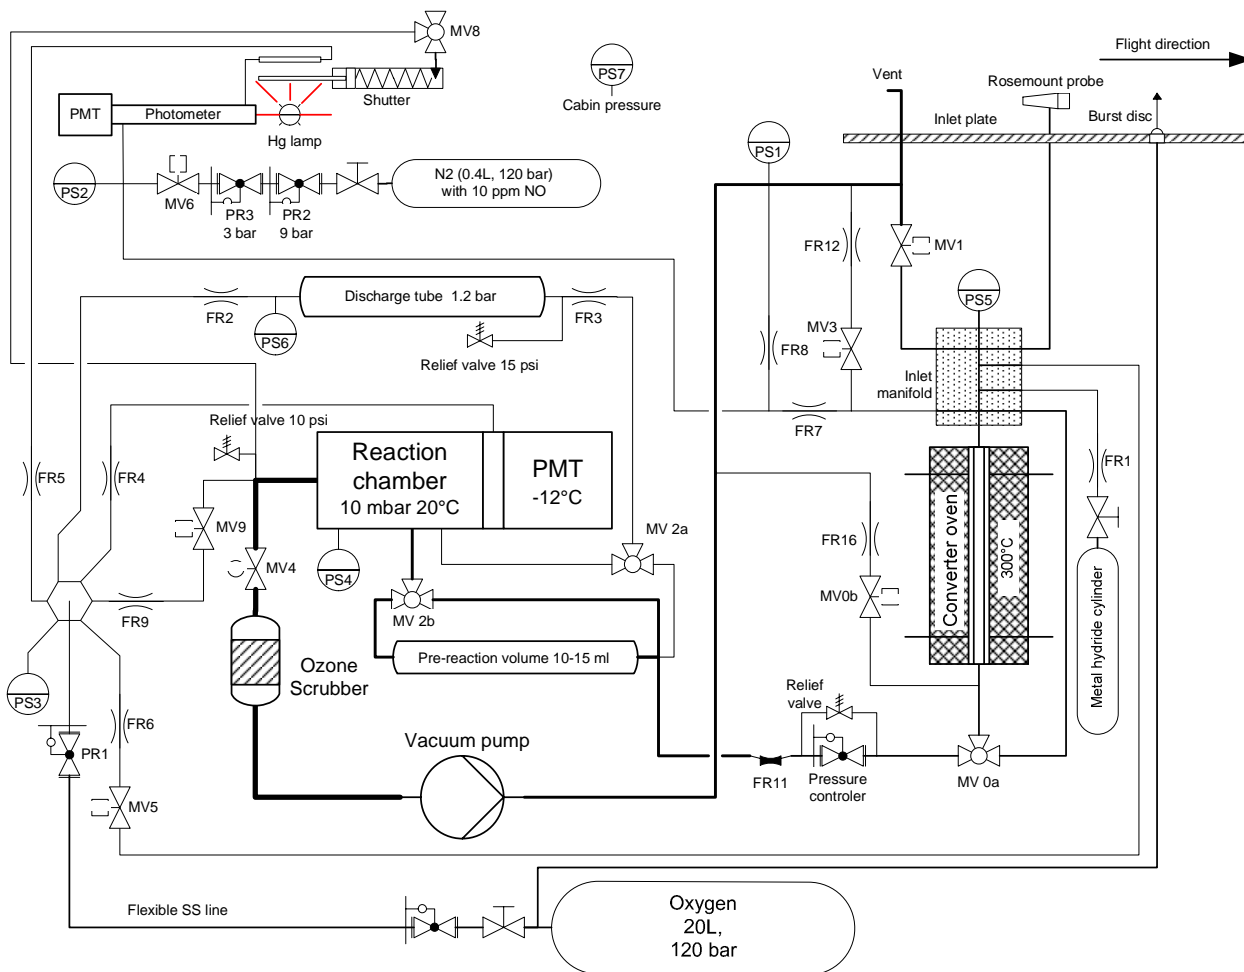 MV8
Flight direction
PS7
Cabin pressure
Vent
Rosemount probe
Shutter
PMT
Photometer
Hg lamp
Inlet plate
Burst disc
PS1
PS2
MV6
PR3
3 bar
PR2
9 bar
N2 (0.4L, 120 bar)
with 10 ppm NO
FR12
MV1
Discharge tube 1.2 bar
PS5
FR2
PS6
FR3
Relief valve 15 psi
MV3
FR8
Inlet
manifold
Relief valve 10 psi
FR7
FR5
FR4
Reaction
chamber
10 mbar 20°C
PMT
-12°C
FR1
MV9
MV 2a
FR16
Converter oven
300°C
MV4
PS4
MV0b
FR9
MV 2b
Metal hydride cylinder
Pre-reaction volume 10-15 ml
Ozone
Scrubber
PS3
Relief
valve
FR6
PR1
Vacuum pump
FR11
Pressure
controler
MV 0a
MV5
Flexible SS line
Oxygen
20L,
120 bar